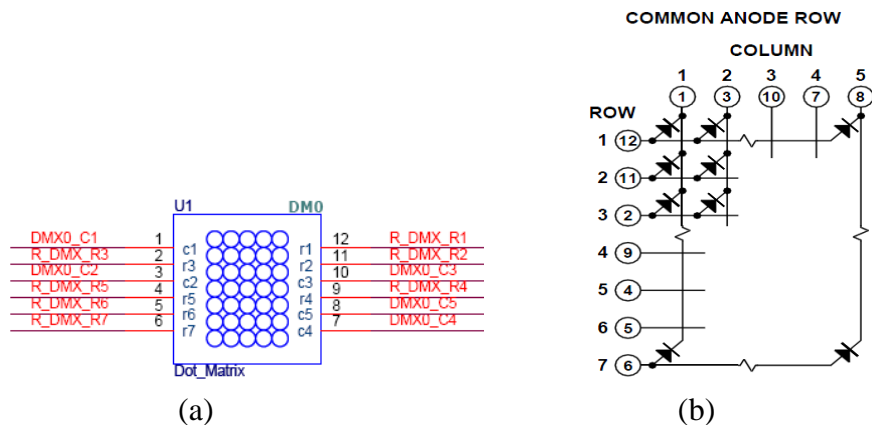 COMMON ANODE ROW
COLUMN
1 2 3 4 5
1 3 10 7 8
ROW
1 12
2 11
3 2
4 9
5 4
6 5
7 6
U1 DM0
DMX0_C1 1 c1 r1 12 R_DMX_R1
R_DMX_R3 2 r3 r2 11 R_DMX_R2
DMX0_C2 3 c2 c3 10 DMX0_C3
R_DMX_R5 4 r5 r4 9 R_DMX_R4
R_DMX_R6 5 r6 c5 8 DMX0_C5
R_DMX_R7 6 r7 c4 7 DMX0_C4
Dot_Matrix
(a) (b)